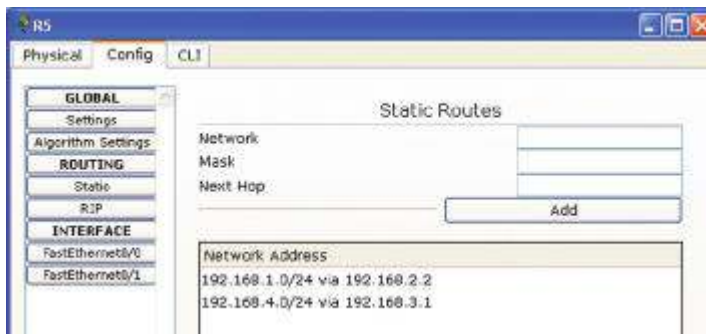 R5
Physical Config CLI
GLOBAL
Settings
Algorithm Settings
ROUTING
Static
RIP
INTERFACE
FastEthernet0/0
FastEthernet0/1
Static Routes
Network
Mask
Next Hop
Add
Network Address
192.168.1.0/24 via 192.168.2.2
192.168.4.0/24 via 192.168.3.1